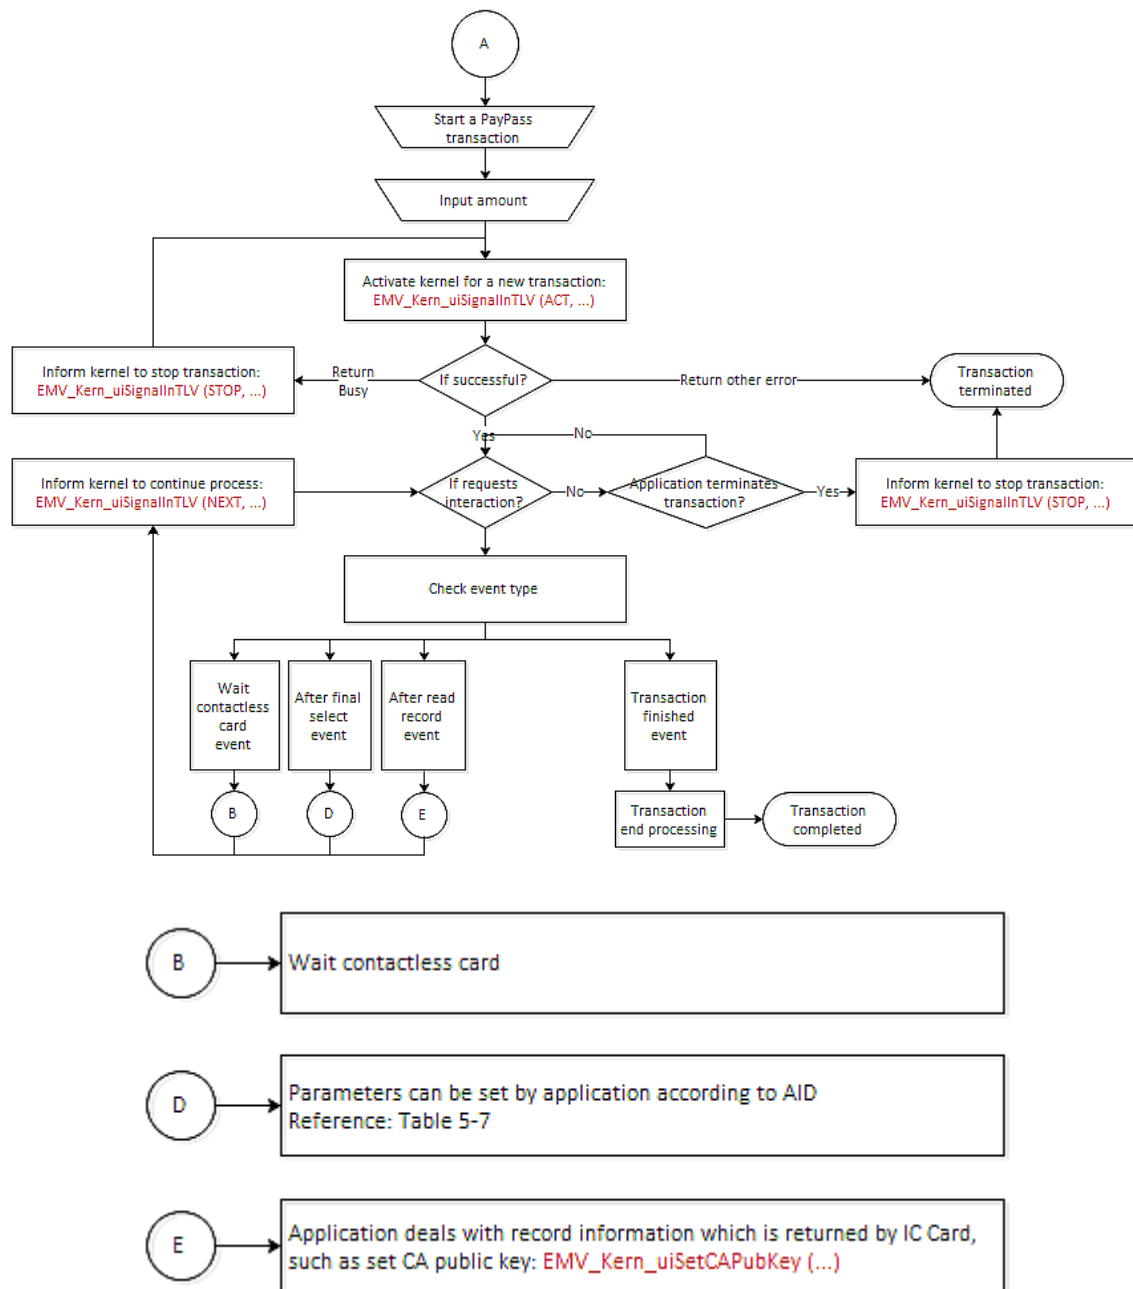 A
Start a PayPass
transaction
Input amount
Activate kernel for a new transaction:
EMV_Kern_uiSignalInTLV (ACT, ...)
Inform kernel to stop transaction:
EMV_Kern_uiSignalInTLV (STOP, ...)
Return
Busy
If successful?
Return other error
Transaction
terminated
Yes
No
Inform kernel to continue process:
EMV_Kern_uiSignalInTLV (NEXT, ...)
If requests
interaction?
No
Application terminates
transaction?
Yes
Inform kernel to stop transaction:
EMV_Kern_uiSignalInTLV (STOP, ...)
Check event type
Wait
contactless
card
event
After final
select
event
After read
record
event
Transaction
finished
event
B
D
E
Transaction
end processing
Transaction
completed
B
Wait contactless card
D
Parameters can be set by application according to AID
Reference: Table 5-7
E
Application deals with record information which is returned by IC Card,
such as set CA public key: EMV_Kern_uiSetCAPubKey (...)